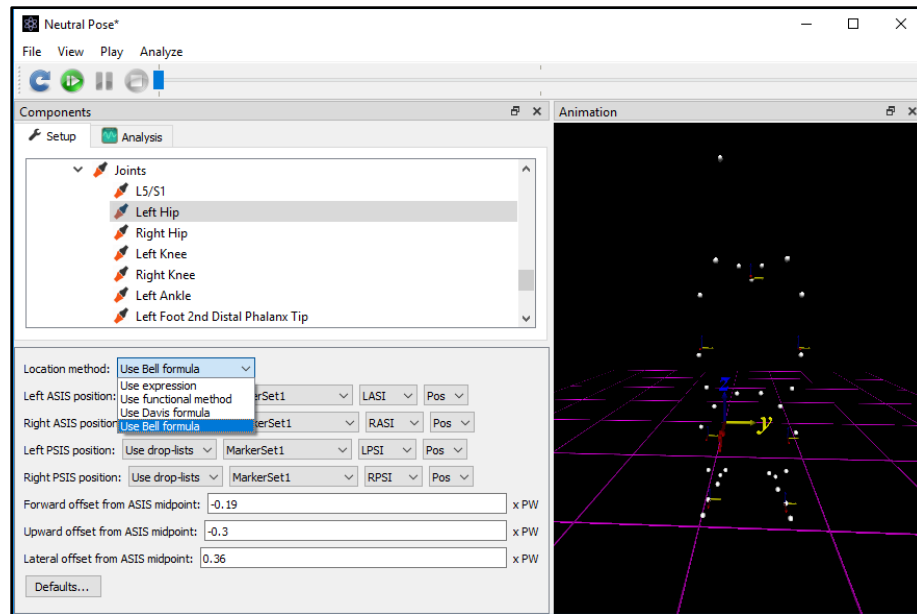 Neutral Pose*
File View Play Analyze
Components
Animation
Setup Analysis
Joints
L5/S1
Left Hip
Right Hip
Left Knee
Right Knee
Left Ankle
Left Foot 2nd Distal Phalanx Tip
Location method: Use Bell formula
Use expression
Use functional method
Use Davis formula
Use Bell formula
Left ASIS position: erSet1 LASI Pos
Right ASIS position arkerSet1 RASI Pos
Left PSIS position: Use drop-lists MarkerSet1 LPSI Pos
Right PSIS position: Use drop-lists MarkerSet1 RPSI Pos
Forward offset from ASIS midpoint: -0.19 x PW
Upward offset from ASIS midpoint: -0.3 x PW
Lateral offset from ASIS midpoint: 0.36 x PW
Defaults...
y